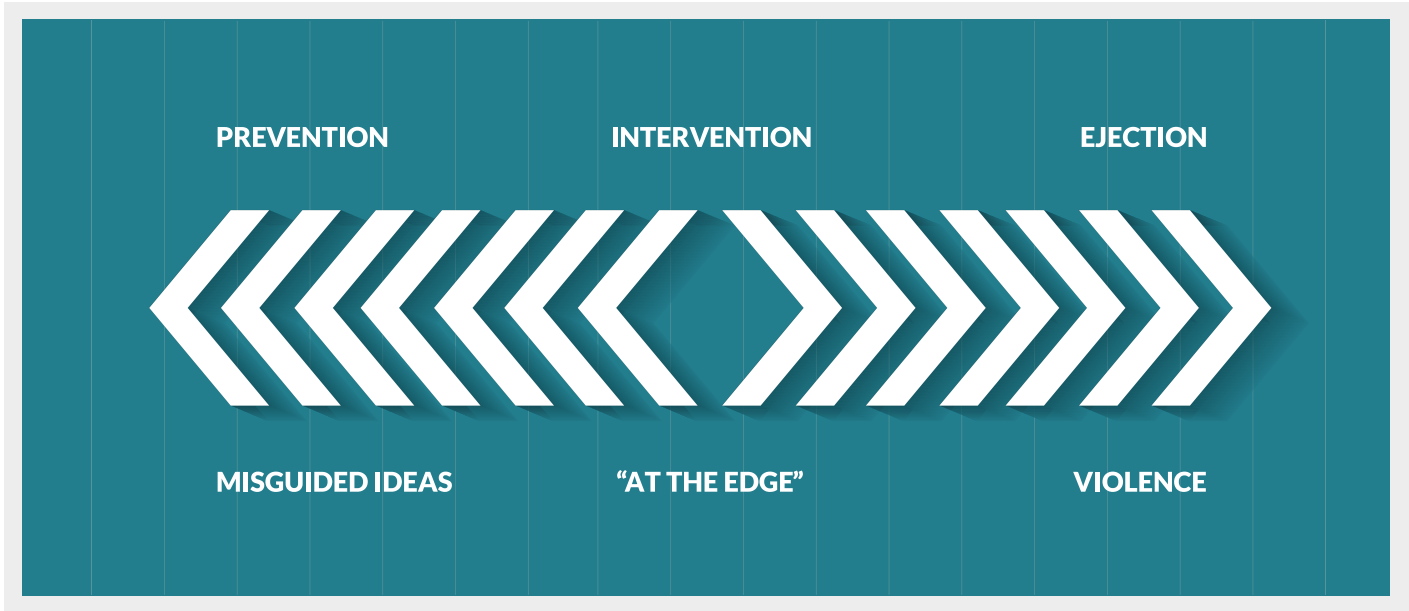 PREVENTION
INTERVENTION
EJECTION
MISGUIDED IDEAS
“AT THE EDGE”
VIOLENCE